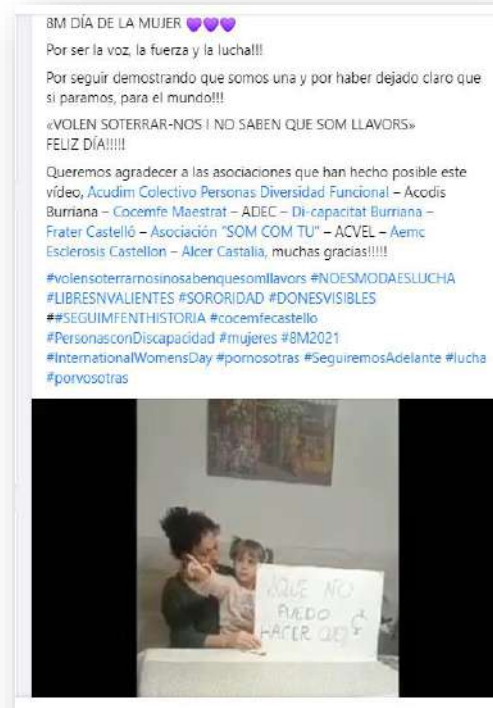 8M DÍA DE LA MUJER 💜💜💜
Por ser la voz, la fuerza y la lucha!!!
Por seguir demostrando que somos una y por haber dejado claro que
si paramos, para el mundo!!!
«VOLEN SOTERRAR-NOS I NO SABEN QUE SOM LLAVORS»
FELIZ DÍA!!!!!
Queremos agradecer a las asociaciones que han hecho posible este
vídeo, Acudim Colectivo Personas Diversidad Funcional – Acodis
Burriana – Cocemfe Maestrat – ADEC – Di-capacitat Burriana –
Frater Castelló – Asociación "SOM COM TU" – ACVEL – Aemc
Esclerosis Castellon – Alcer Castalia, muchas gracias!!!!!
#volensoterrarnosinosabenquesomllavors #NOESMODAESLUCHA
#LIBRESNVALIENTES #SORORIDAD #DONESVISIBLES
##SEGUIMFENTHISTORIA #cocemfecastello
#PersonasconDiscapacidad #mujeres #8M2021
#InternationalWomensDay #pornosotras #SeguiremosAdelante #lucha
#porvosotras
¿QUE NO
PUEDO
HACER QUE?